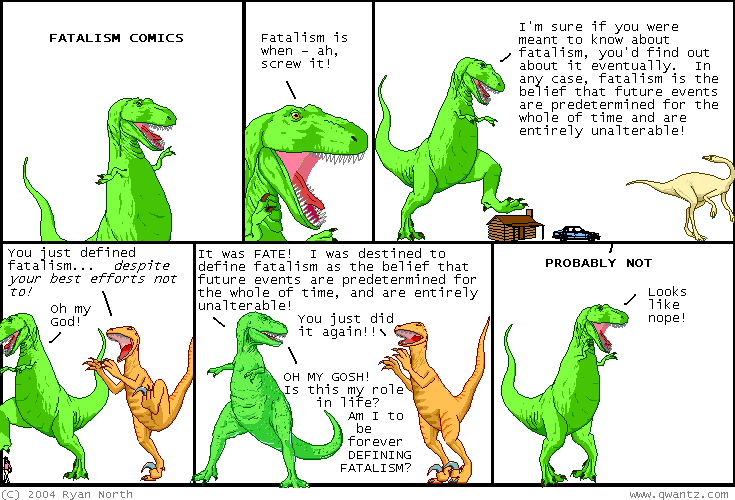 FATALISM COMICS
Fatalism is
when – ah,
screw it!
I'm sure if you were
meant to know about
fatalism, you'd find out
about it eventually.  In
any case, fatalism is the
belief that future events
are predetermined for the
whole of time and are
entirely unalterable!
You just defined
fatalism...  despite
your best efforts not
to!
Oh my
God!
It was FATE!  I was destined to
define fatalism as the belief that
future events are predetermined for
the whole of time, and are entirely
unalterable!
You just did
it again!!
OH MY GOSH!
Is this my role
in life?
Am I to
be
forever
DEFINING
FATALISM?
PROBABLY NOT
Looks
like
nope!
(C) 2004 Ryan North
www.qwantz.com